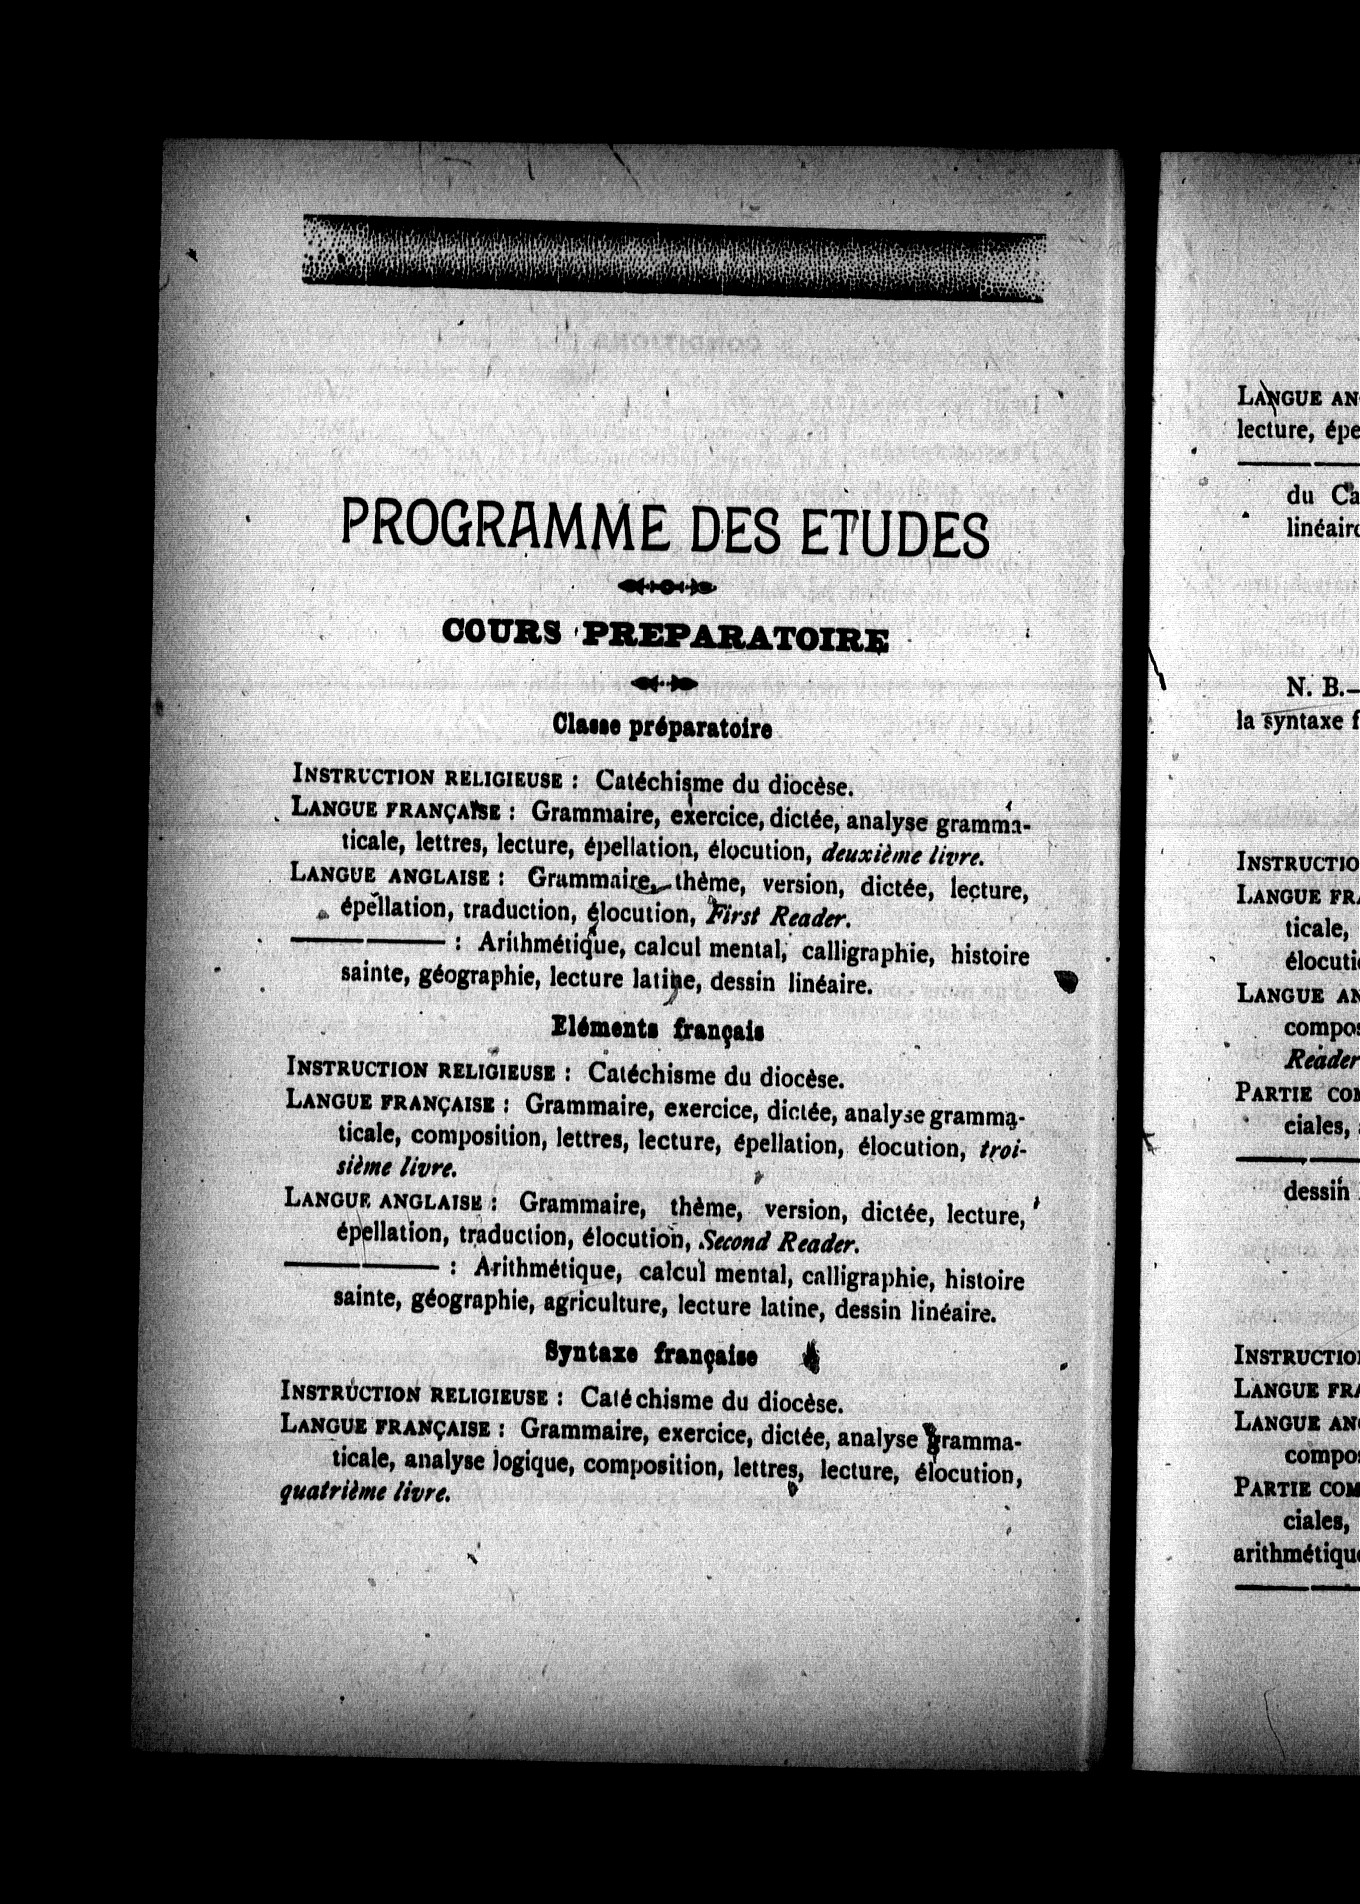 PROGRAMME DES ETUDES
COURS PREPARATOIRE
Classe préparatoire
INSTRUCTION RELIGIEUSE : Catéchisme du diocèse.
LANGUE FRANÇAISE : Grammaire, exercice, dictée, analyse gramma-
ticale, lettres, lecture, épellation, élocution, deuxième livre.
LANGUE ANGLAISE : Grammaire, thème, version, dictée, lecture,
épellation, traduction, élocution, First Reader.
——— : Arithmétique, calcul mental, calligraphie, histoire
sainte, géographie, lecture latine, dessin linéaire.
Eléments français
INSTRUCTION RELIGIEUSE : Catéchisme du diocèse.
LANGUE FRANÇAISE : Grammaire, exercice, dictée, analyse gramma-
ticale, composition, lettres, lecture, épellation, élocution, troi-
sième livre.
LANGUE ANGLAISE : Grammaire, thème, version, dictée, lecture,
épellation, traduction, élocution, Second Reader.
——— : Arithmétique, calcul mental, calligraphie, histoire
sainte, géographie, agriculture, lecture latine, dessin linéaire.
Syntaxe française
INSTRUCTION RELIGIEUSE : Catéchisme du diocèse.
LANGUE FRANÇAISE : Grammaire, exercice, dictée, analyse gramma-
ticale, analyse logique, composition, lettres, lecture, élocution,
quatrième livre.
LANGUE AN
lecture, épe
du Ca
linéaire
N. B.—
la syntaxe f
INSTRUCTIO
LANGUE FRA
ticale,
élocutio
LANGUE AN
compos
Reader
PARTIE COM
ciales,
dessin
INSTRUCTIO
LANGUE FRA
LANGUE ANG
compo
PARTIE COM
ciales,
arithmétique